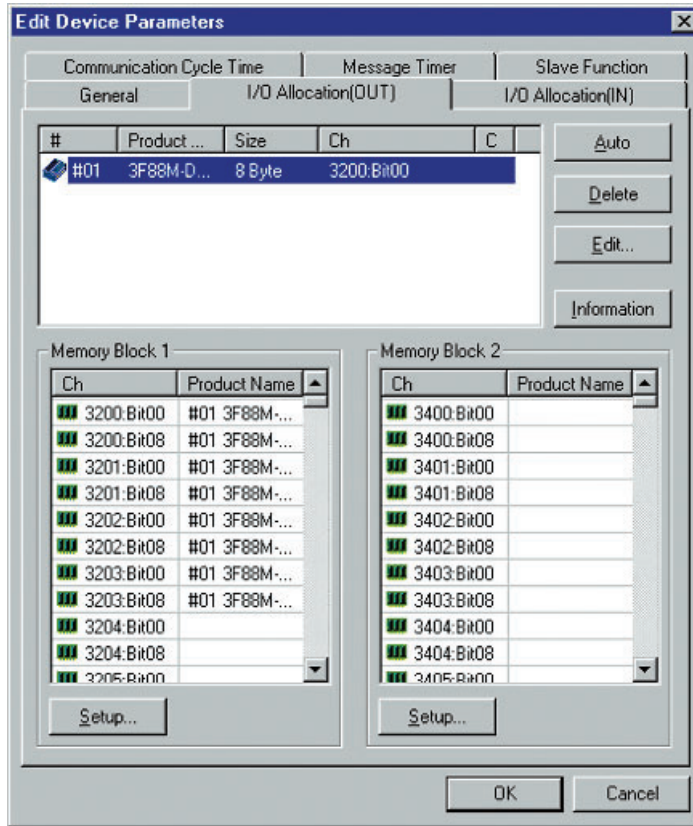 Edit Device Parameters
Communication Cycle Time Message Timer Slave Function
General I/O Allocation(OUT) I/O Allocation(IN)
# Product ... Size Ch C
#01 3F88M-D... 8 Byte 3200:Bit00
Auto
Delete
Edit...
Information
Memory Block 1
Ch Product Name
3200:Bit00 #01 3F88M-...
3200:Bit08 #01 3F88M-...
3201:Bit00 #01 3F88M-...
3201:Bit08 #01 3F88M-...
3202:Bit00 #01 3F88M-...
3202:Bit08 #01 3F88M-...
3203:Bit00 #01 3F88M-...
3203:Bit08 #01 3F88M-...
3204:Bit00
3204:Bit08
3205:Bit00
Setup...
Memory Block 2
Ch Product Name
3400:Bit00
3400:Bit08
3401:Bit00
3401:Bit08
3402:Bit00
3402:Bit08
3403:Bit00
3403:Bit08
3404:Bit00
3404:Bit08
3405:Bit00
Setup...
OK Cancel